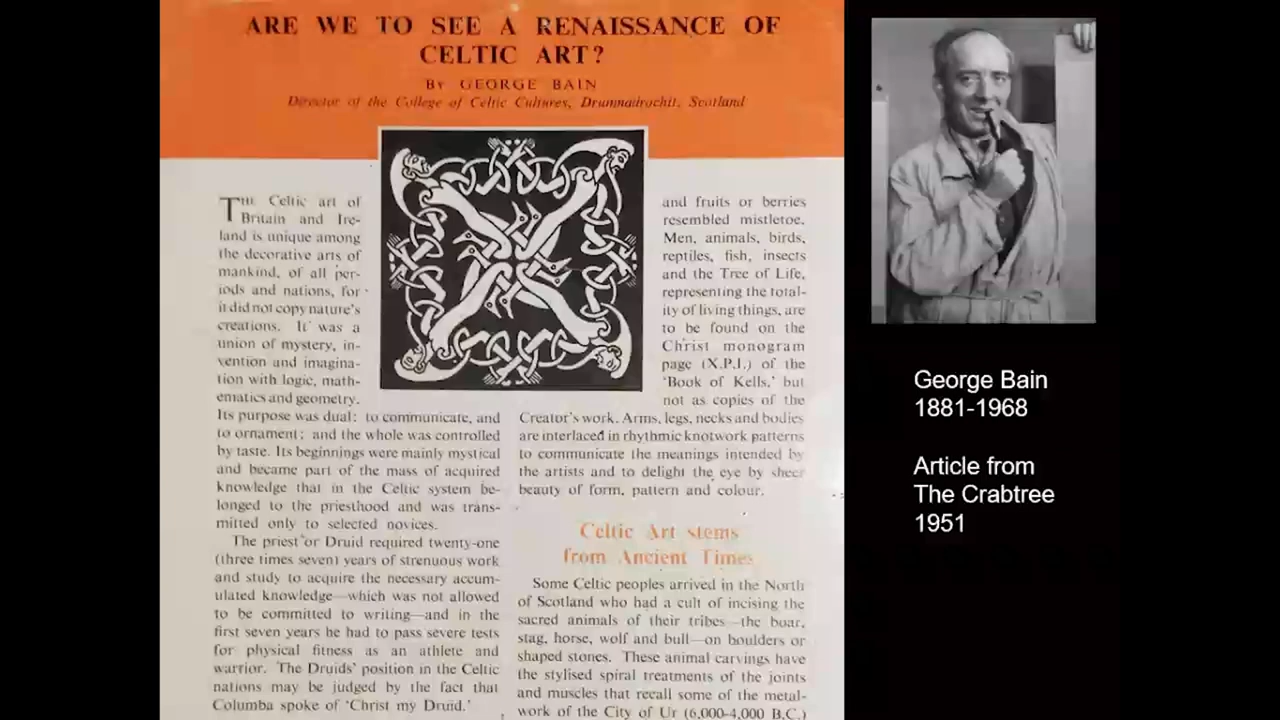 ARE WE TO SEE A RENAISSANCE OF
CELTIC ART?
BY GEORGE BAIN
Director of the College of Celtic Cultures, Drumnadrochit, Scotland
THE Celtic art of
Britain and Ire-
land is unique among
the decorative arts of
mankind, of all per-
iods and nations, for
it did not copy nature's
creations. It was a
union of mystery, in-
vention and imagina-
tion with logic, math-
ematics and geometry.
Its purpose was dual: to communicate, and
to ornament; and the whole was controlled
by taste. Its beginnings were mainly mystical
and became part of the mass of acquired
knowledge that in the Celtic system be-
longed to the priesthood and was trans-
mitted only to selected novices.
The priest or Druid required twenty-one
(three times seven) years of strenuous work
and study to acquire the necessary accum-
ulated knowledge—which was not allowed
to be committed to writing—and in the
first seven years he had to pass severe tests
for physical fitness as an athlete and
warrior. The Druids' position in the Celtic
nations may be judged by the fact that
Columba spoke of 'Christ my Druid.'
and fruits or berries
resembled mistletoe.
Men, animals, birds,
reptiles, fish, insects
and the Tree of Life,
representing the total-
ity of living things, are
to be found on the
Christ monogram
page (X.P.I.) of the
'Book of Kells,' but
not as copies of the
Creator's work. Arms, legs, necks and bodies
are interlaced in rhythmic knotwork patterns
to communicate the meanings intended by
the artists and to delight the eye by sheer
beauty of form, pattern and colour.
Celtic Art stems
from Ancient Times
Some Celtic peoples arrived in the North
of Scotland who had a cult of incising the
sacred animals of their tribes—the boar,
stag, horse, wolf and bull—on boulders or
shaped stones. These animal carvings have
the stylised spiral treatments of the joints
and muscles that recall some of the metal-
work of the City of Ur (6,000-4,000 B.C.)
George Bain
1881-1968
Article from
The Crabtree
1951